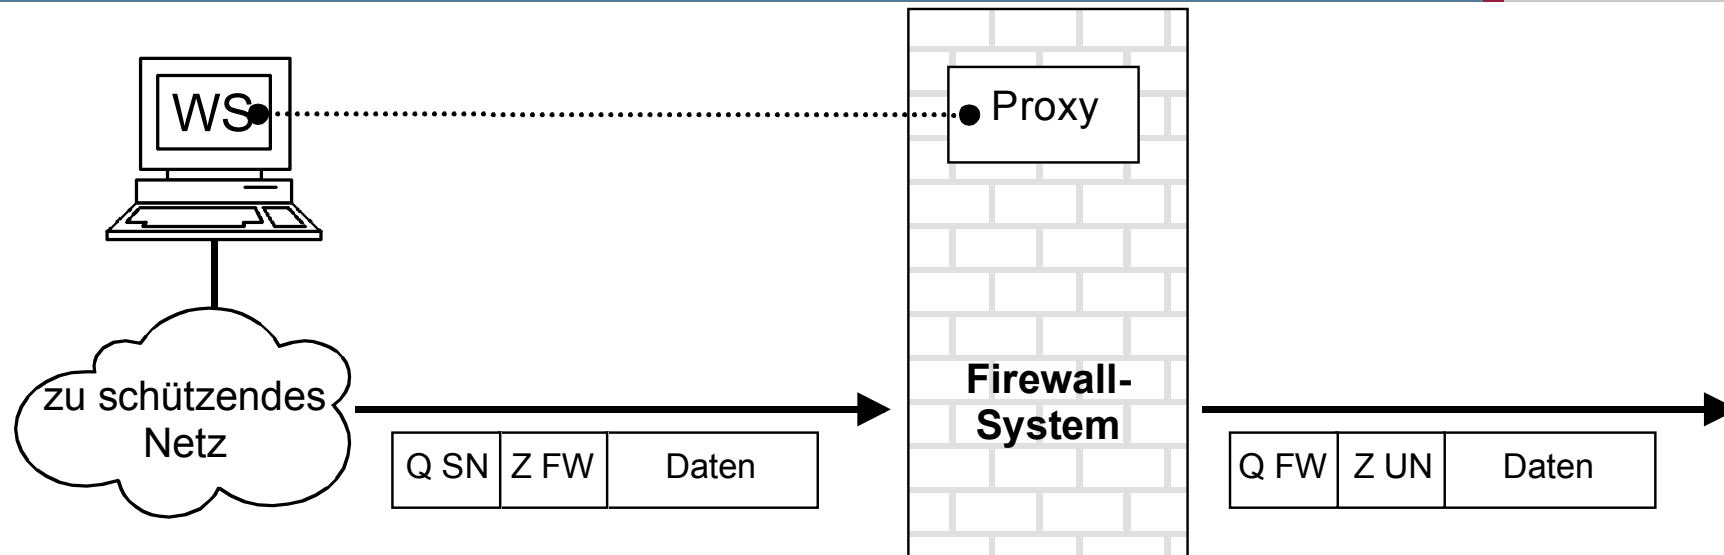 WS
Proxy
zu schützendes
Netz
Firewall-
System
Q SN Z FW Daten
Q FW Z UN Daten